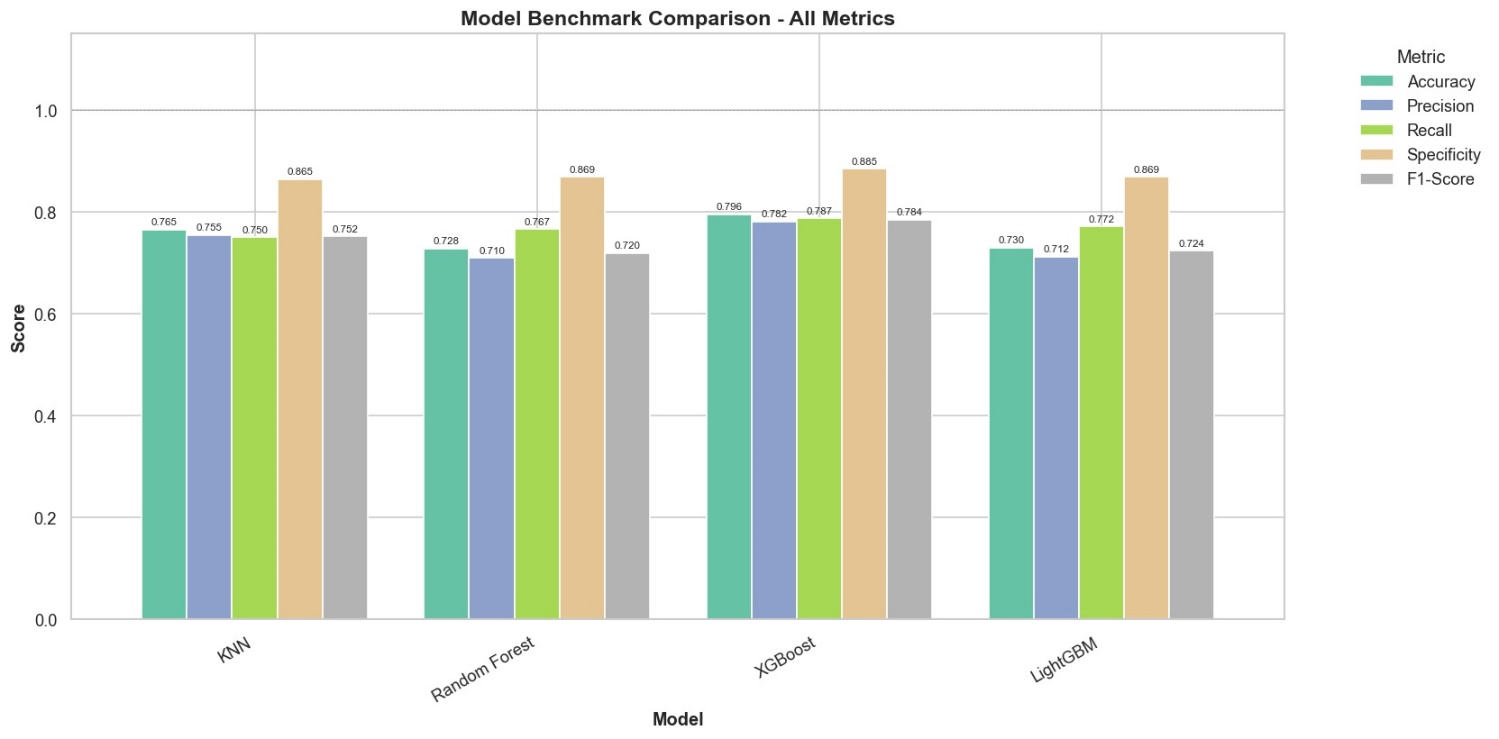 Model Benchmark Comparison - All Metrics
Metric
Accuracy
Precision
Recall
Specificity
F1-Score
Score
1.0
0.8
0.6
0.4
0.2
0.0
0.765
0.755
0.750
0.865
0.752
0.728
0.710
0.767
0.869
0.720
0.796
0.782
0.787
0.885
0.784
0.730
0.712
0.772
0.869
0.724
KNN
Random Forest
XGBoost
LightGBM
Model